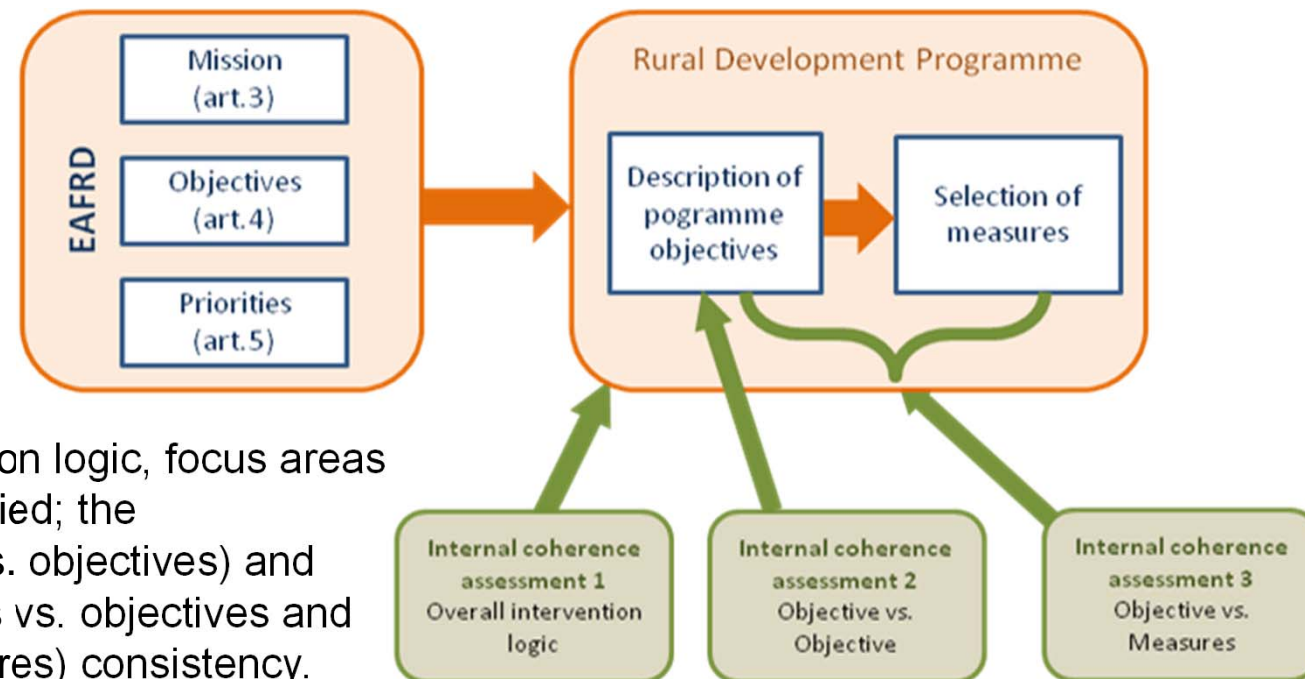 EAFRD
Mission
(art.3)
Objectives
(art.4)
Priorities
(art.5)
Rural Development Programme
Description of
pogramme
objectives
Selection of
measures
on logic, focus areas
ied; the
s. objectives) and
s vs. objectives and
res) consistency.
Internal coherence
assessment 1
Overall intervention
logic
Internal coherence
assessment 2
Objective vs.
Objective
Internal coherence
assessment 3
Objective vs.
Measures